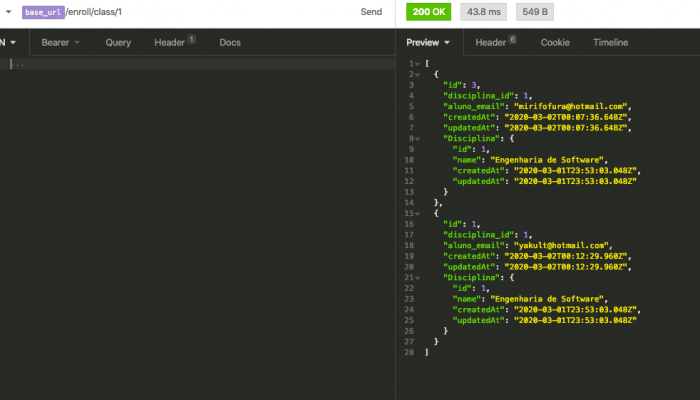 base_url/enroll/class/1 Send 200 OK 43.8 ms 549 B
N Bearer Query Header 1 Docs Preview Header 6 Cookie Timeline
...
1 [
2 {
3 "id": 3,
4 "disciplina_id": 1,
5 "aluno_email": "mirifofura@hotmail.com",
6 "createdAt": "2020-03-02T00:07:36.648Z",
7 "updatedAt": "2020-03-02T00:07:36.648Z",
8 "Disciplina": {
9 "id": 1,
10 "name": "Engenharia de Software",
11 "createdAt": "2020-03-01T23:53:03.048Z",
12 "updatedAt": "2020-03-01T23:53:03.048Z"
13 }
14 },
15 {
16 "id": 1,
17 "disciplina_id": 1,
18 "aluno_email": "yakult@hotmail.com",
19 "createdAt": "2020-03-02T00:12:29.960Z",
20 "updatedAt": "2020-03-02T00:12:29.960Z",
21 "Disciplina": {
22 "id": 1,
23 "name": "Engenharia de Software",
24 "createdAt": "2020-03-01T23:53:03.048Z",
25 "updatedAt": "2020-03-01T23:53:03.048Z"
26 }
27 }
28 ]